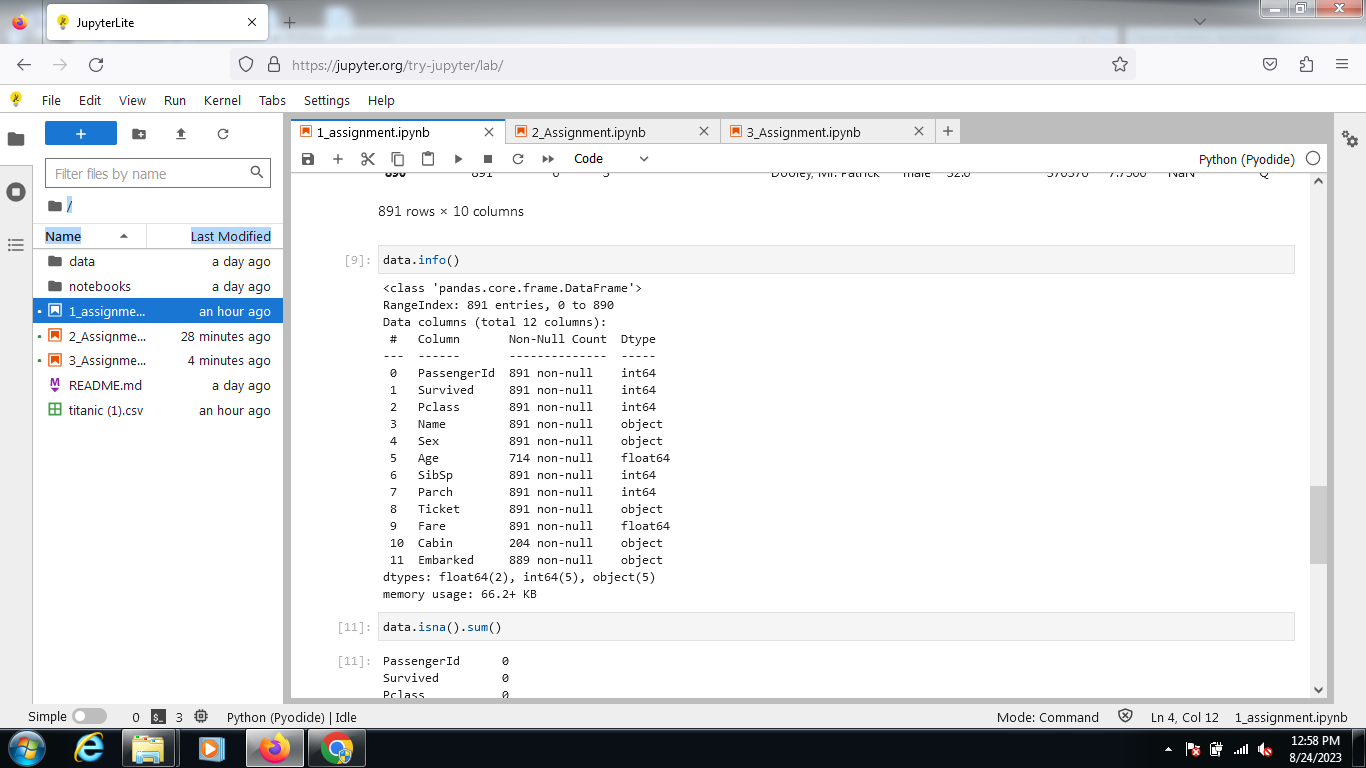 JupyterLite
https://jupyter.org/try-jupyter/lab/
File Edit View Run Kernel Tabs Settings Help
1_assignment.ipynb 2_Assignment.ipynb 3_Assignment.ipynb
Code Python (Pyodide)
Filter files by name
/
Name Last Modified
data a day ago
notebooks a day ago
1_assignme... an hour ago
2_Assignme... 28 minutes ago
3_Assignme... 4 minutes ago
README.md a day ago
titanic (1).csv an hour ago
890 891 0 3 Dooley, Mr. Patrick male 32.0 370376 7.7500 NaN Q
891 rows × 10 columns
[9]: data.info()
<class 'pandas.core.frame.DataFrame'>
RangeIndex: 891 entries, 0 to 890
Data columns (total 12 columns):
# Column Non-Null Count Dtype
--- ------ -------------- -----
0 PassengerId 891 non-null int64
1 Survived 891 non-null int64
2 Pclass 891 non-null int64
3 Name 891 non-null object
4 Sex 891 non-null object
5 Age 714 non-null float64
6 SibSp 891 non-null int64
7 Parch 891 non-null int64
8 Ticket 891 non-null object
9 Fare 891 non-null float64
10 Cabin 204 non-null object
11 Embarked 889 non-null object
dtypes: float64(2), int64(5), object(5)
memory usage: 66.2+ KB
[11]: data.isna().sum()
[11]: PassengerId 0
Survived 0
Pclass 0
Simple 0 $_ 3 Python (Pyodide) | Idle Mode: Command Ln 4, Col 12 1_assignment.ipynb
12:58 PM
8/24/2023